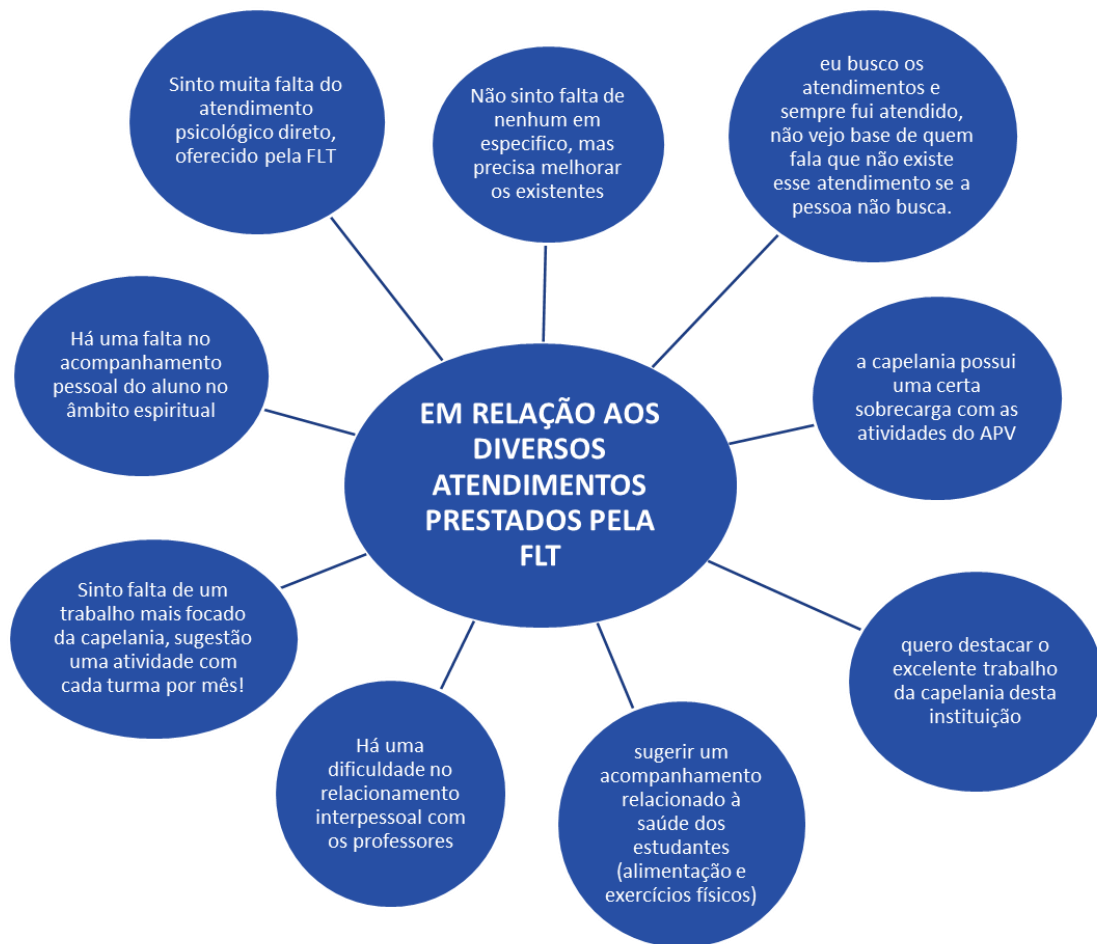 Sinto muita falta do
atendimento
psicológico direto,
oferecido pela FLT
Não sinto falta de
nenhum em
especifico, mas
precisa melhorar
os existentes
eu busco os
atendimentos e
sempre fui atendido,
não vejo base de quem
fala que não existe
esse atendimento se a
pessoa não busca.
Há uma falta no
acompanhamento
pessoal do aluno no
âmbito espiritual
EM RELAÇÃO AOS
DIVERSOS
ATENDIMENTOS
PRESTADOS PELA
FLT
a capelania possui
uma certa
sobrecarga com as
atividades do APV
Sinto falta de um
trabalho mais focado
da capelania, sugestão
uma atividade com
cada turma por mês!
quero destacar o
excelente trabalho
da capelania desta
instituição
Há uma
dificuldade no
relacionamento
interpessoal com
os professores
sugerir um
acompanhamento
relacionado à
saúde dos
estudantes
(alimentação e
exercícios físicos)